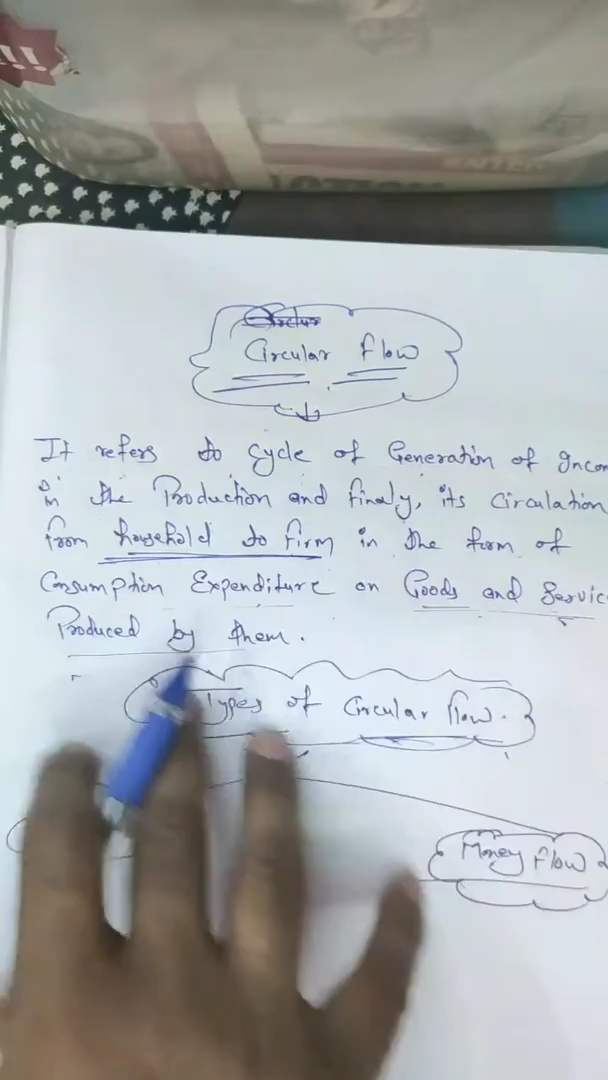 Circular flow
It refers to cycle of Generation of Incom
in the Production and finaly, its circulation
from household to firm in the form of
Consumption Expenditure on Goods and Servic
Produced by them.
Types of Circular flow.
Money flow